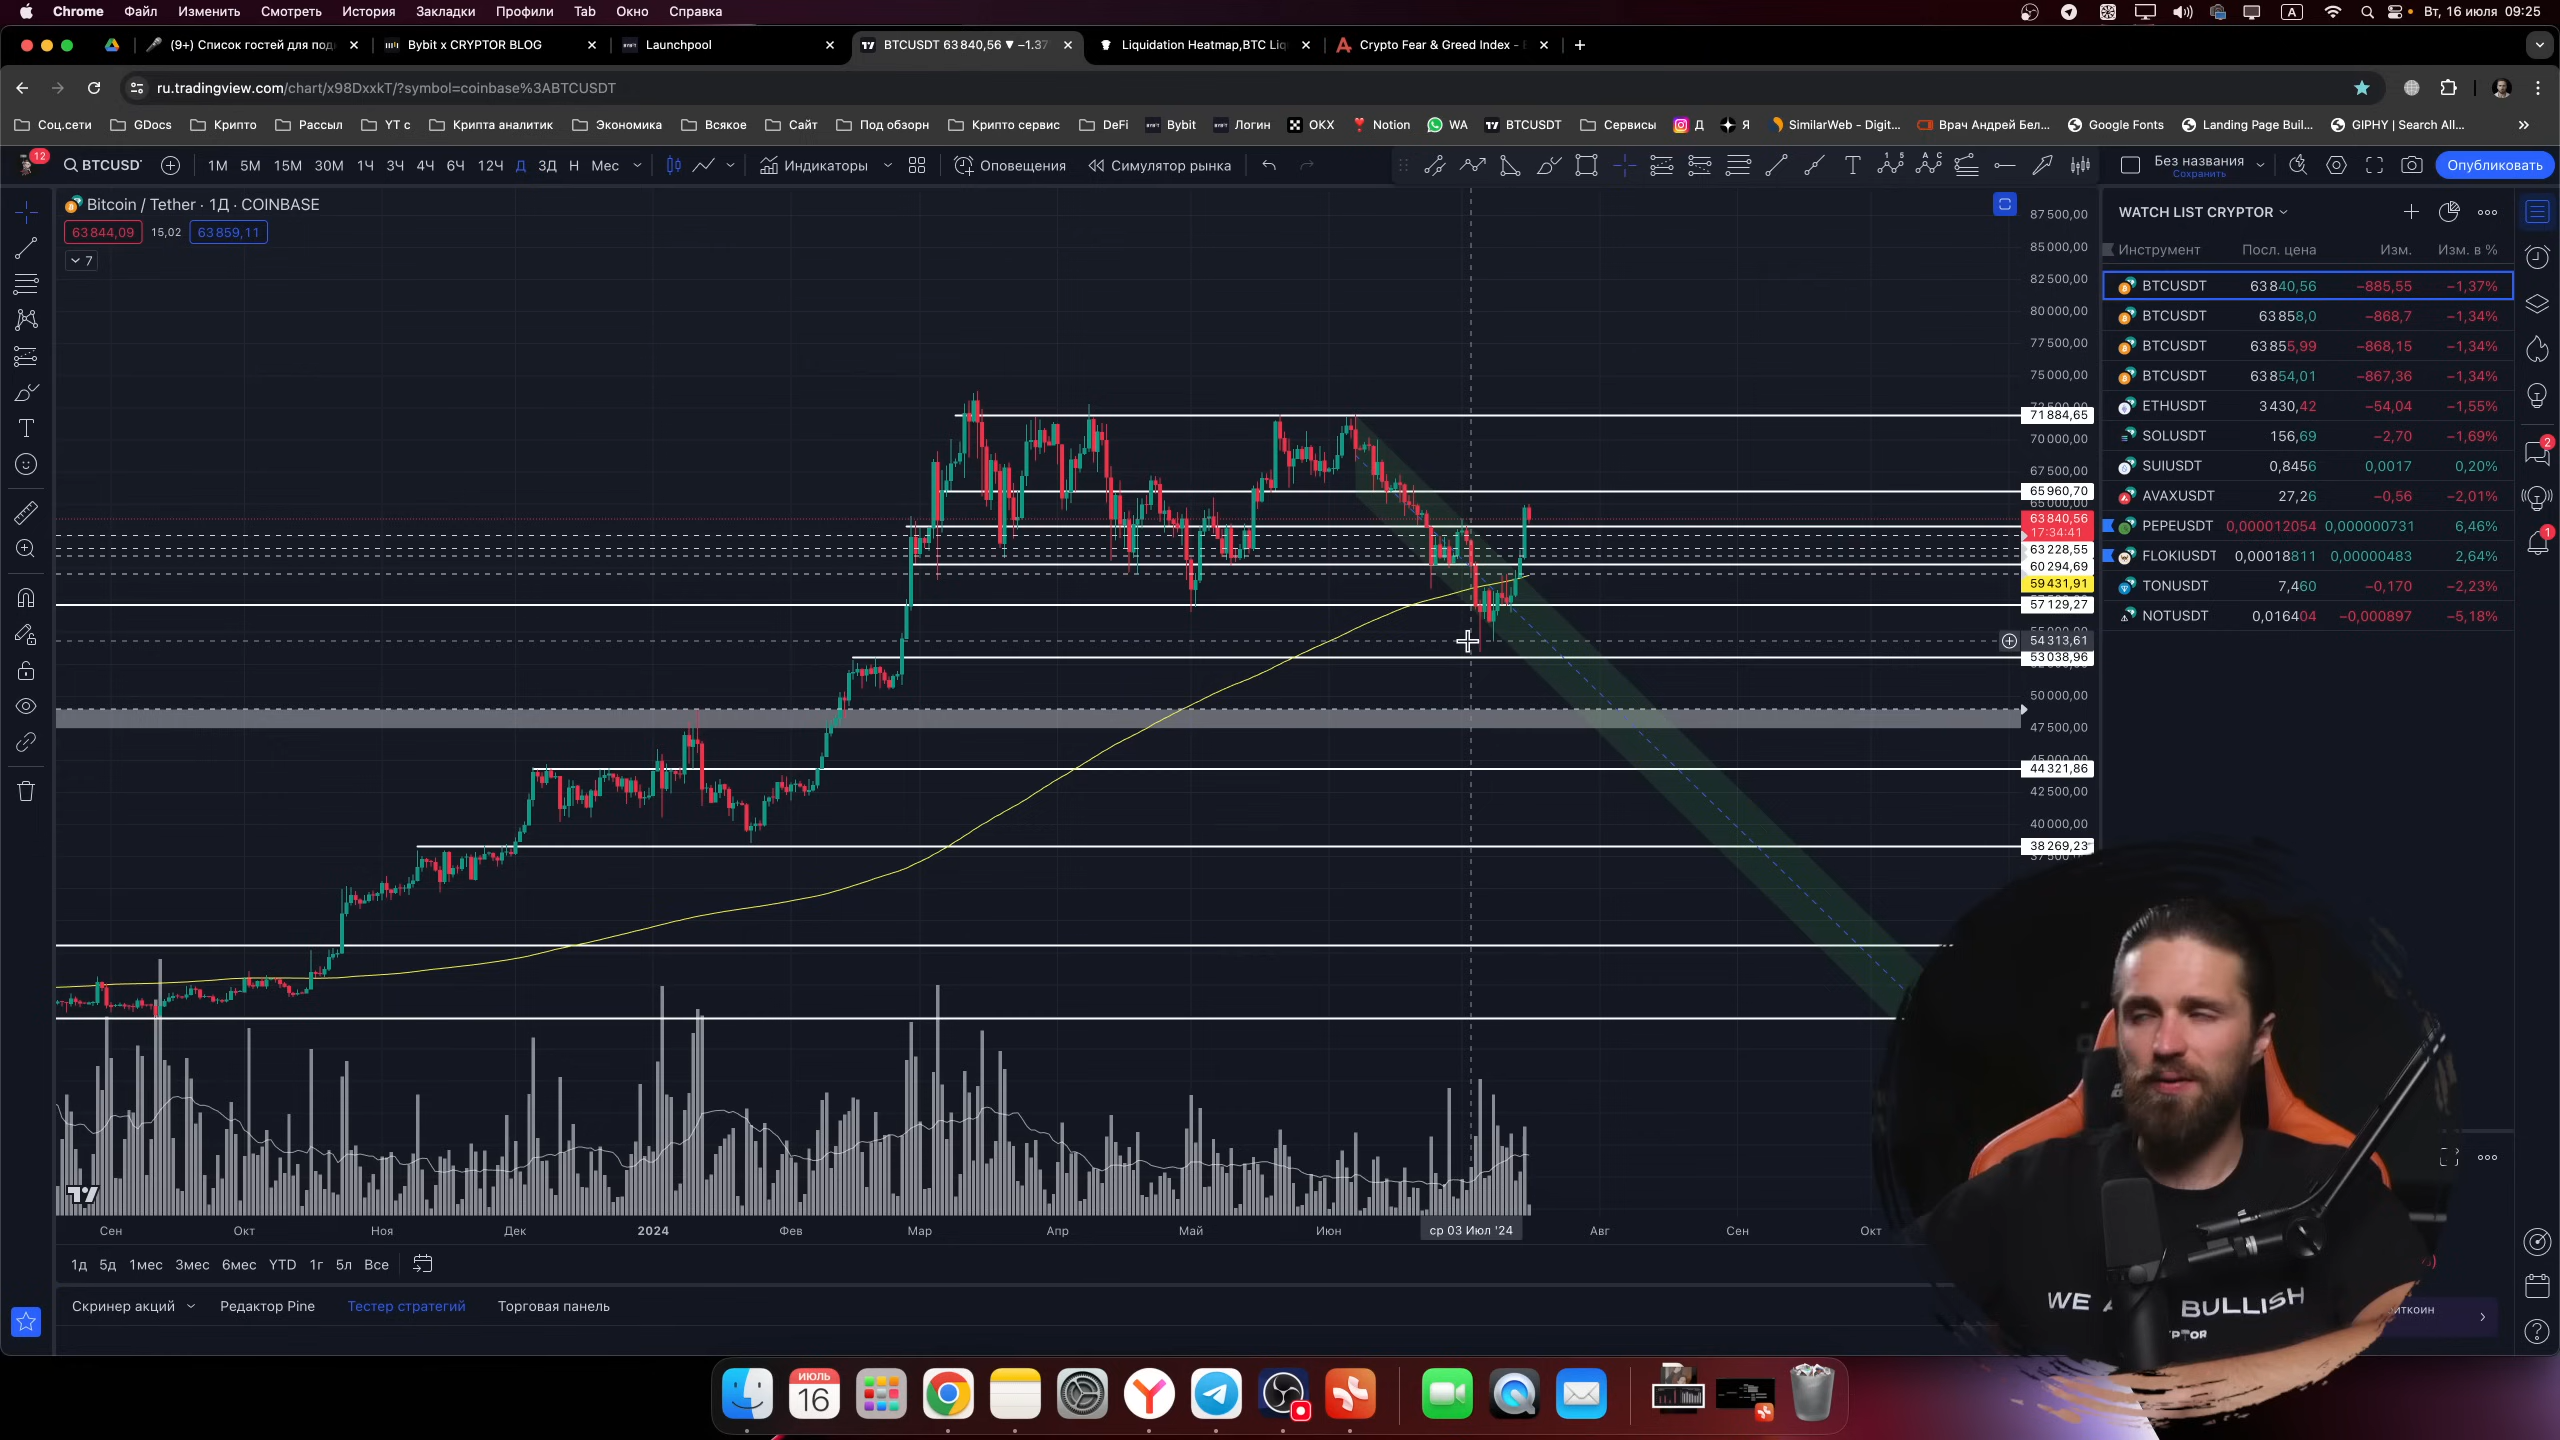 Chrome Файл Изменить Смотреть История Закладки Профили Tab Окно Справка A Вт, 16 июля 09:25
(9+) Список гостей для под Bybit x CRYPTOR BLOG Launchpool BTCUSDT 63 840,56 ▼ −1.37 Liquidation Heatmap,BTC Liq Crypto Fear & Greed Index -
ru.tradingview.com/chart/x98DxxkT/?symbol=coinbase%3ABTCUSDT
Соц.сети GDocs Крипто Рассыл YT c Крипта аналитик Экономика Всякое Сайт Под обзорн Крипто сервис DeFi Bybit Логин OKX Notion WA BTCUSDT Сервисы Д Я SimilarWeb - Digit... Врач Андрей Бел... Google Fonts Landing Page Buil... GIPHY | Search All...
12 BTCUSD 1М 5М 15М 30М 1Ч 3Ч 4Ч 6Ч 12Ч Д 3Д Н Мес Индикаторы Оповещения Симулятор рынка Без названия Сохранить Опубликовать
Bitcoin / Tether · 1Д · COINBASE
63 844,09 15,02 63 859,11
7
87 500,00
85 000,00
82 500,00
80 000,00
77 500,00
75 000,00
71 884,65
70 000,00
67 500,00
65 960,70
63 840,56
17:34:41
63 228,55
60 294,69
59 431,91
57 129,27
54 313,61
53 038,96
50 000,00
47 500,00
44 321,86
42 500,00
40 000,00
38 269,23
WATCH LIST CRYPTOR
Инструмент Посл. цена Изм. Изм. в %
BTCUSDT 63 840,56 −885,55 −1,37%
BTCUSDT 63 858,0 −868,7 −1,34%
BTCUSDT 63 855,99 −868,15 −1,34%
BTCUSDT 63 854,01 −867,36 −1,34%
ETHUSDT 3 430,42 −54,04 −1,55%
SOLUSDT 156,69 −2,70 −1,69%
SUIUSDT 0,8456 0,0017 0,20%
AVAXUSDT 27,26 −0,56 −2,01%
PEPEUSDT 0,000012054 0,000000731 6,46%
FLOKIUSDT 0,00018811 0,00000483 2,64%
TONUSDT 7,460 −0,170 −2,23%
NOTUSDT 0,016404 −0,000897 −5,18%
2
1
Сен Окт Ноя Дек 2024 Фев Мар Апр Май Июн ср 03 Июл '24 Авг Сен Окт
1д 5д 1мес 3мес 6мес YTD 1г 5л Все
Скринер акций Редактор Pine Тестер стратегий Торговая панель
WE BULLISH
иткоин
ИЮЛЬ
16